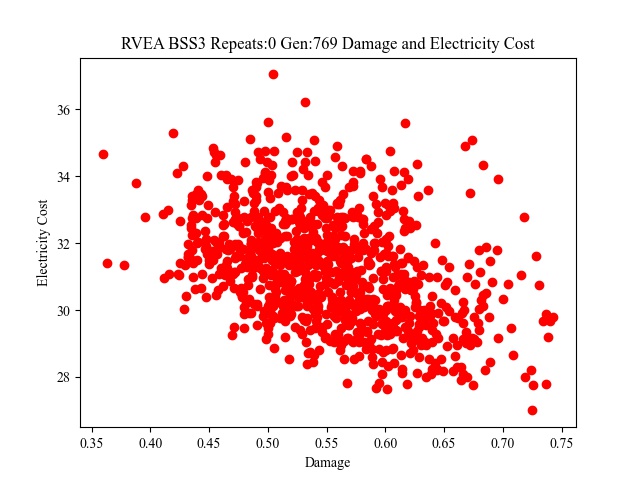 RVEA BSS3 Repeats:0 Gen:769 Damage and Electricity Cost
Electricity Cost
36
34
32
30
28
0.35 0.40 0.45 0.50 0.55 0.60 0.65 0.70 0.75
Damage